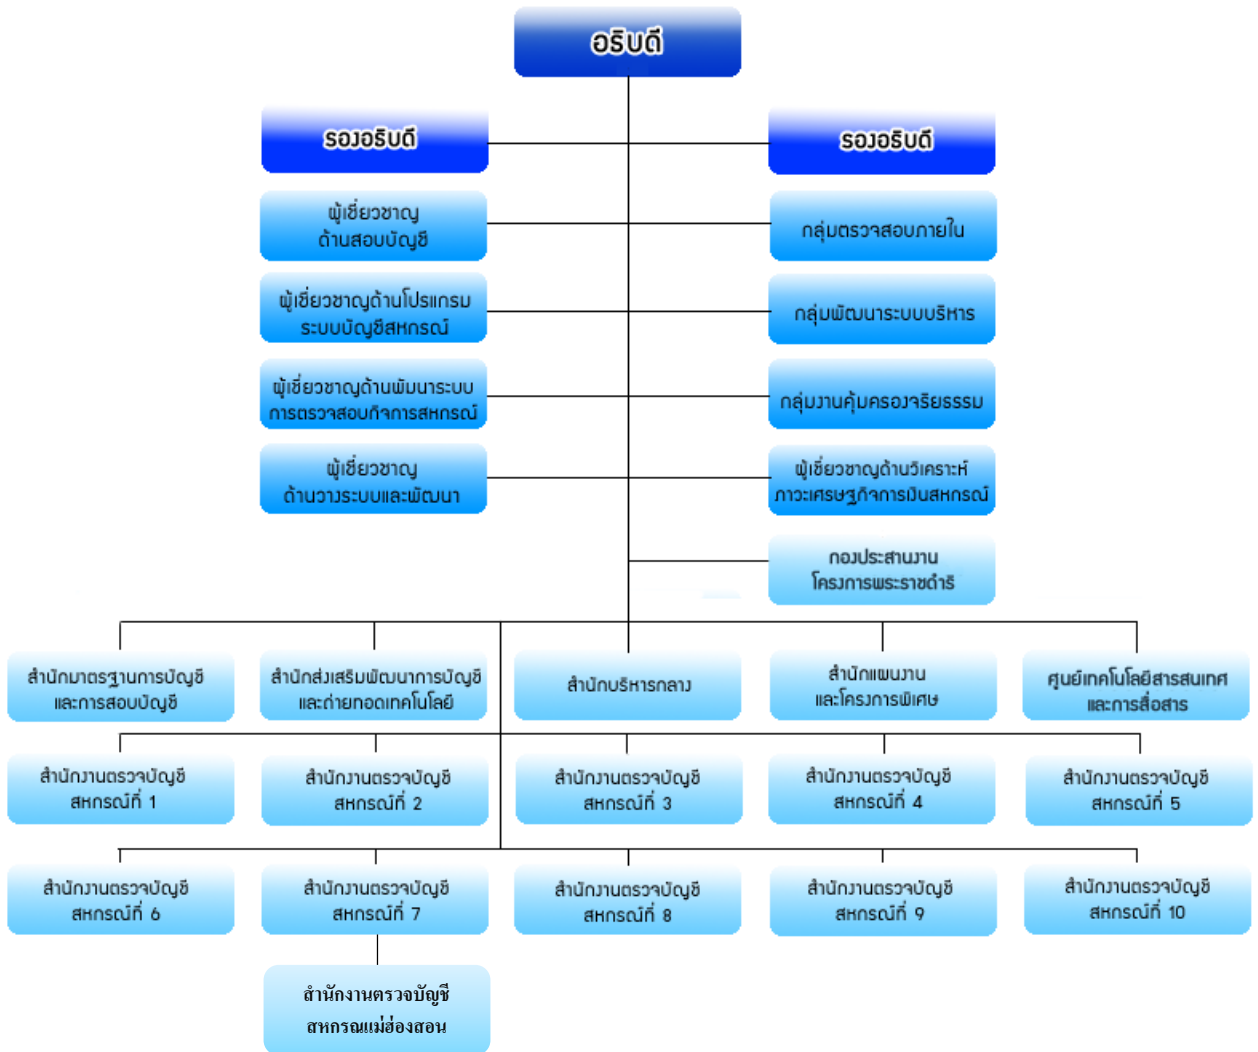 อธิบดี
รองอธิบดี
รองอธิบดี
ผู้เชี่ยวชาญ
ด้านสอบบัญชี
กลุ่มตรวจสอบภายใน
ผู้เชี่ยวชาญด้านโปรแกรม
ระบบบัญชีสหกรณ์
กลุ่มพัฒนาระบบบริหาร
ผู้เชี่ยวชาญด้านพัมนาระบบ
การตรวจสอบกิจการสหกรณ์
กลุ่มงานคุ้มครองจริยธรรม
ผู้เชี่ยวชาญ
ด้านวางระบบและพัฒนา
ผู้เชี่ยวชาญด้านวิเคราะห์
ภาวะเศรษฐกิจการเงินสหกรณ์
กองประสานงาน
โครงการพระราชดำริ
สำนักมาตรฐานการบัญชี
และการสอบบัญชี
สำนักส่งเสริมพัฒนาการบัญชี
และถ่ายทอดเทคโนโลยี
สำนักบริหารกลาง
สำนักแผนงาน
และโครงการพิเศษ
ศูนย์เทคโนโลยีสารสนเทศ
และการสื่อสาร
สำนักงานตรวจบัญชี
สหกรณ์ที่ 1
สำนักงานตรวจบัญชี
สหกรณ์ที่ 2
สำนักงานตรวจบัญชี
สหกรณ์ที่ 3
สำนักงานตรวจบัญชี
สหกรณ์ที่ 4
สำนักงานตรวจบัญชี
สหกรณ์ที่ 5
สำนักงานตรวจบัญชี
สหกรณ์ที่ 6
สำนักงานตรวจบัญชี
สหกรณ์ที่ 7
สำนักงานตรวจบัญชี
สหกรณ์ที่ 8
สำนักงานตรวจบัญชี
สหกรณ์ที่ 9
สำนักงานตรวจบัญชี
สหกรณ์ที่ 10
สำนักงานตรวจบัญชี
สหกรณแม่ฮ่องสอน